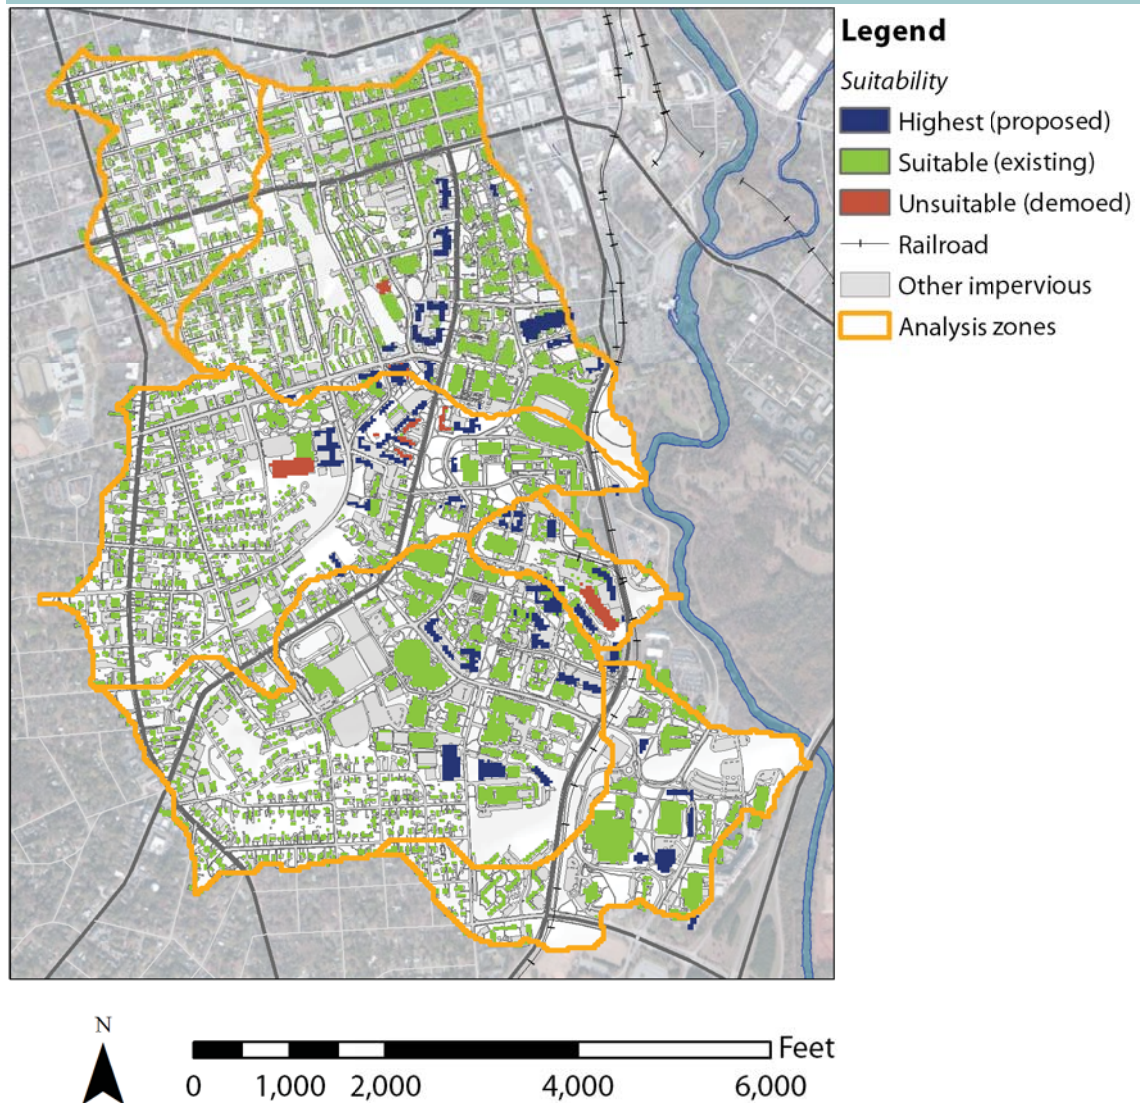 Legend
Suitability
Highest (proposed)
Suitable (existing)
Unsuitable (demoed)
Railroad
Other impervious
Analysis zones
N
Feet
0 1,000 2,000 4,000 6,000